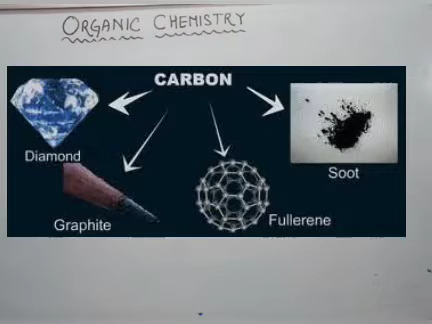 ORGANIC CHEMISTRY
CARBON
Diamond
Graphite
Fullerene
Soot